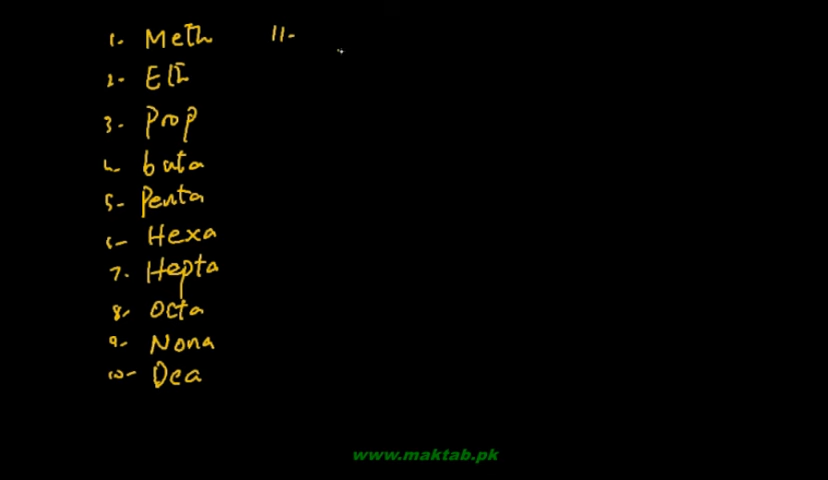 1. Meth
2. Eth
3. Prop
4. buta
5- Penta
6- Hexa
7. Hepta
8. Octa
9- Nona
10- Dca
11-
www.maktab.pk